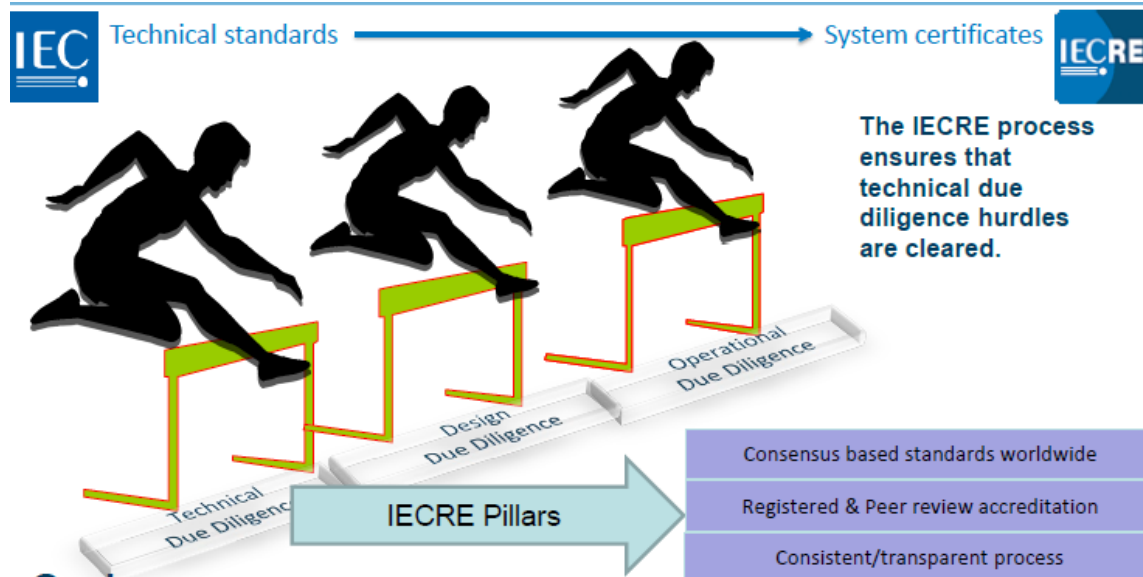 IEC
Technical standards
System certificates
IECRE
The IECRE process
ensures that
technical due
diligence hurdles
are cleared.
Operational
Due Diligence
Design
Due Diligence
Technical
Due Diligence
IECRE Pillars
Consensus based standards worldwide
Registered & Peer review accreditation
Consistent/transparent process